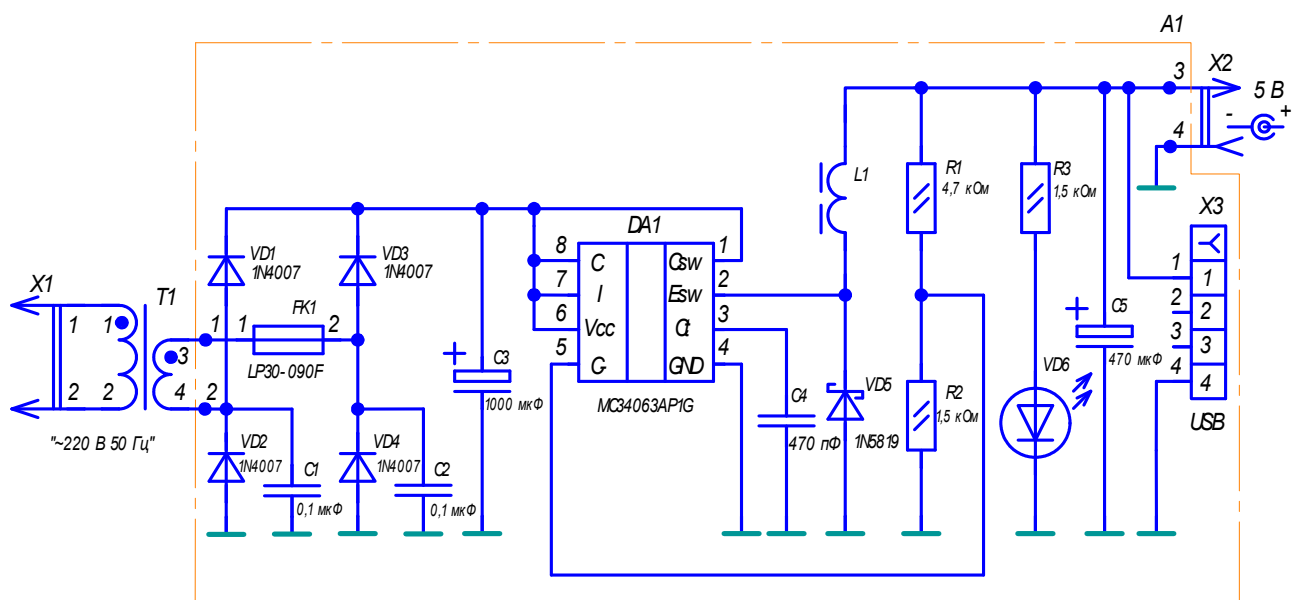 A1
X2
3
5 В
-
+
4
L1
R1
4,7 кОм
R3
1,5 кОм
X3
DA1
VD1
1N4007
VD3
1N4007
8
C
Csw
1
7
I
Esw
2
6
Vcc
Ct
3
5
G
GND
4
MC34063AP1G
X1
1
2
T1
1
2
3
4
1
2
1
FK1
2
LP30-090F
"~220 В 50 Гц"
+
C3
1000 мкФ
VD2
1N4007
C1
0,1 мкФ
VD4
1N4007
C2
0,1 мкФ
C4
470 пФ
VD5
1N5819
R2
1,5 кОм
VD6
+
C5
470 мкФ
1
1
2
2
3
3
4
4
USB